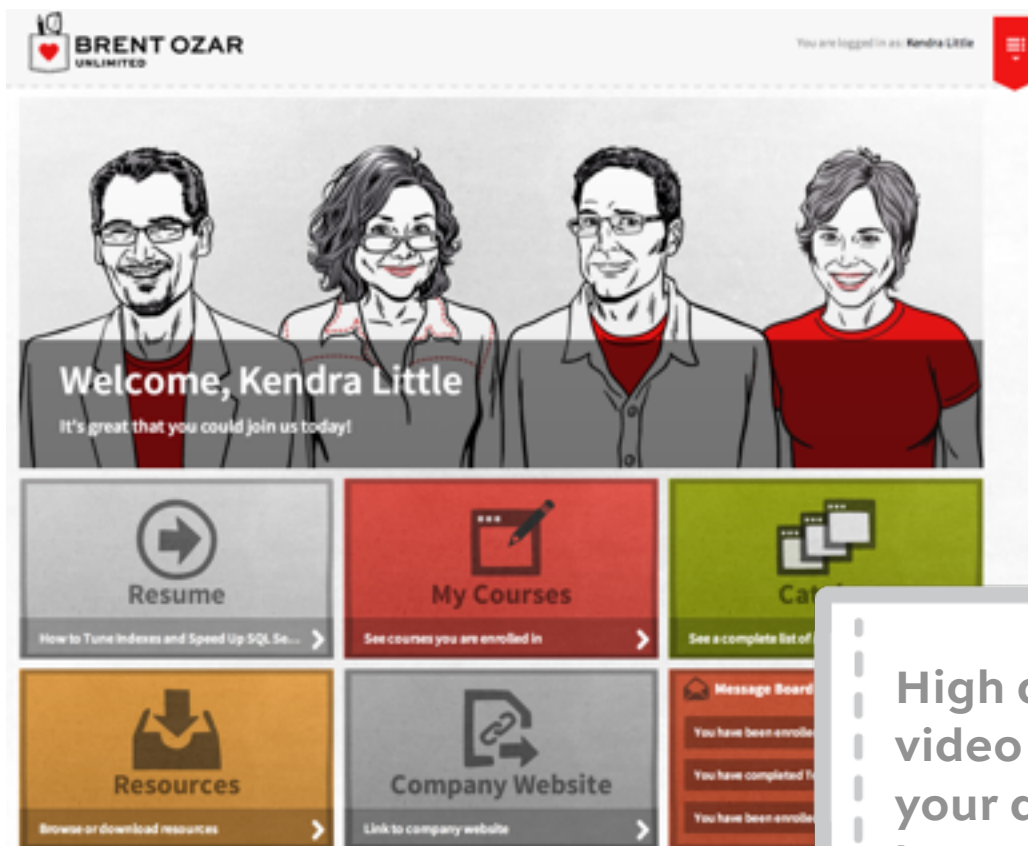 BRENT OZAR
UNLIMITED
You are logged in as: Kendra Little
Welcome, Kendra Little
It's great that you could join us today!
Resume
How to Tune Indexes and Speed Up SQL Se...
My Courses
See courses you are enrolled in
Cat
See a complete list of
Resources
Browse or download resources
Company Website
Link to company website
Message Board
You have been enrolle
You have completed T
You have been enrolle
High
video
your